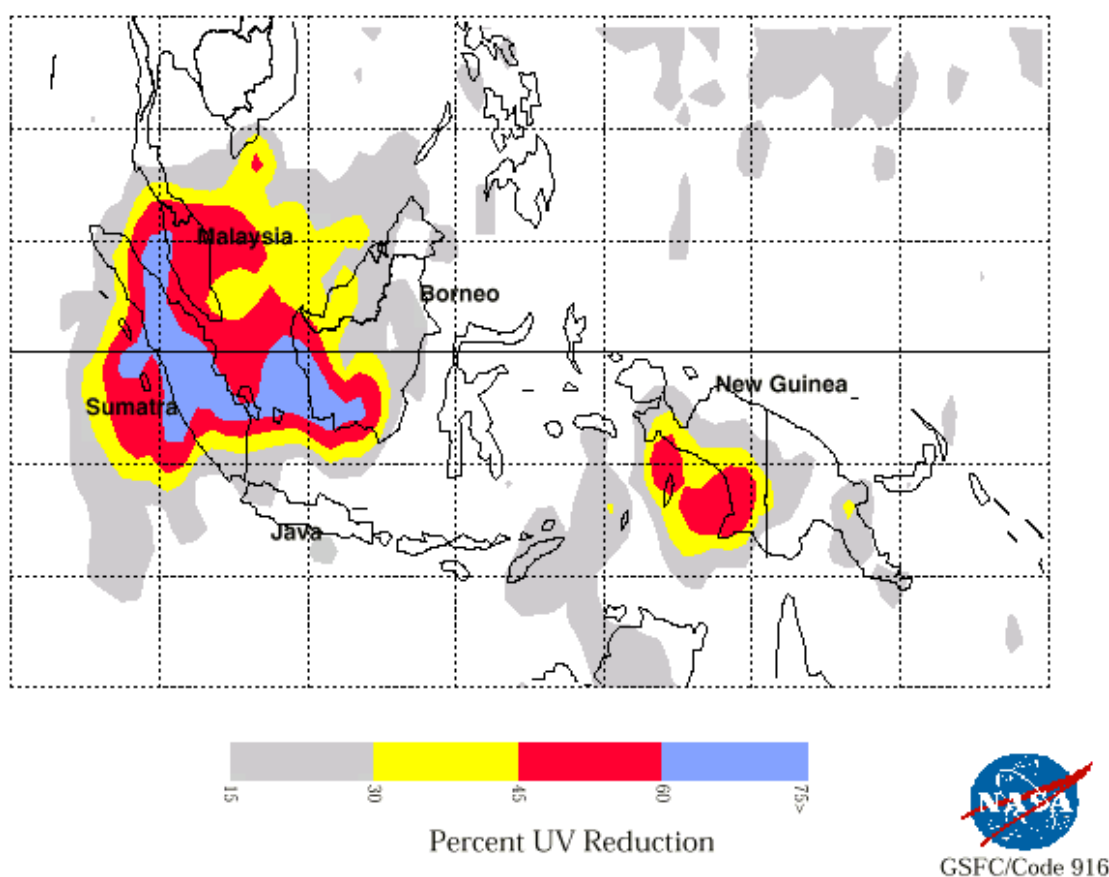 Malaysia
Borneo
New Guinea
Sumatra
Java
15
30
45
60
75>
Percent UV Reduction
NASA
GSFC/Code 916